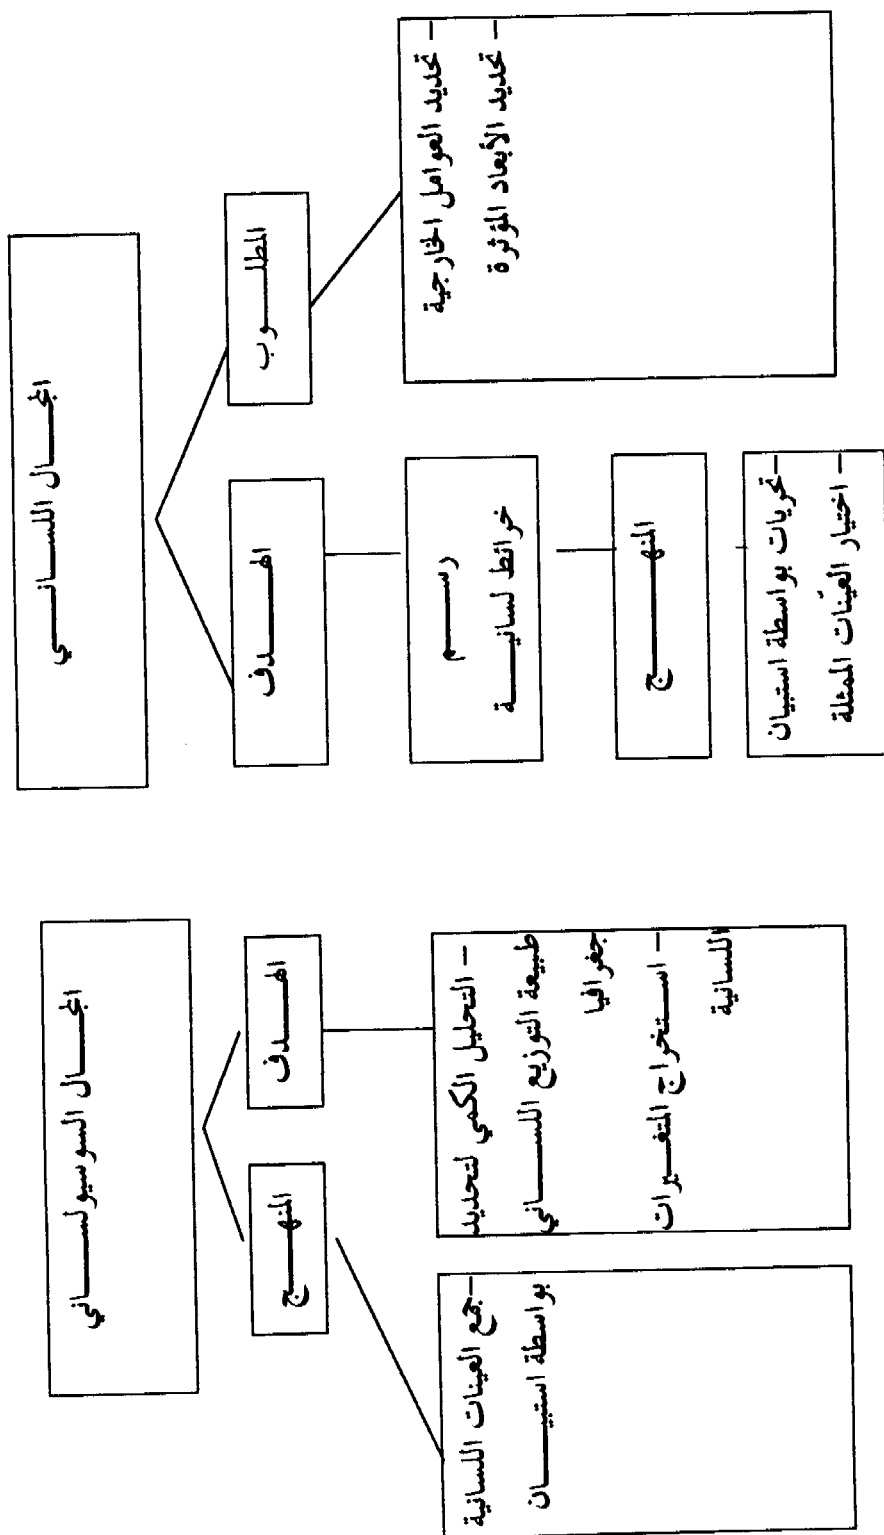 المجال اللساني
المطلوب
- تحديد العوامل الخارجية
- تحديد الأبعاد المؤثرة
الهدف
رسم
خرائط لسانية
المنهج
- تحريات بواسطة استبيان
- اختيار العيّنات الممثلة
المجال السوسيولساني
الهدف
- التحليل الكمي لتحديد
طبيعة التوزيع اللساني
جغرافيا
- استخراج المتغيرات
اللسانية
المنهج
- جمع العينات اللسانية
بواسطة استبيان